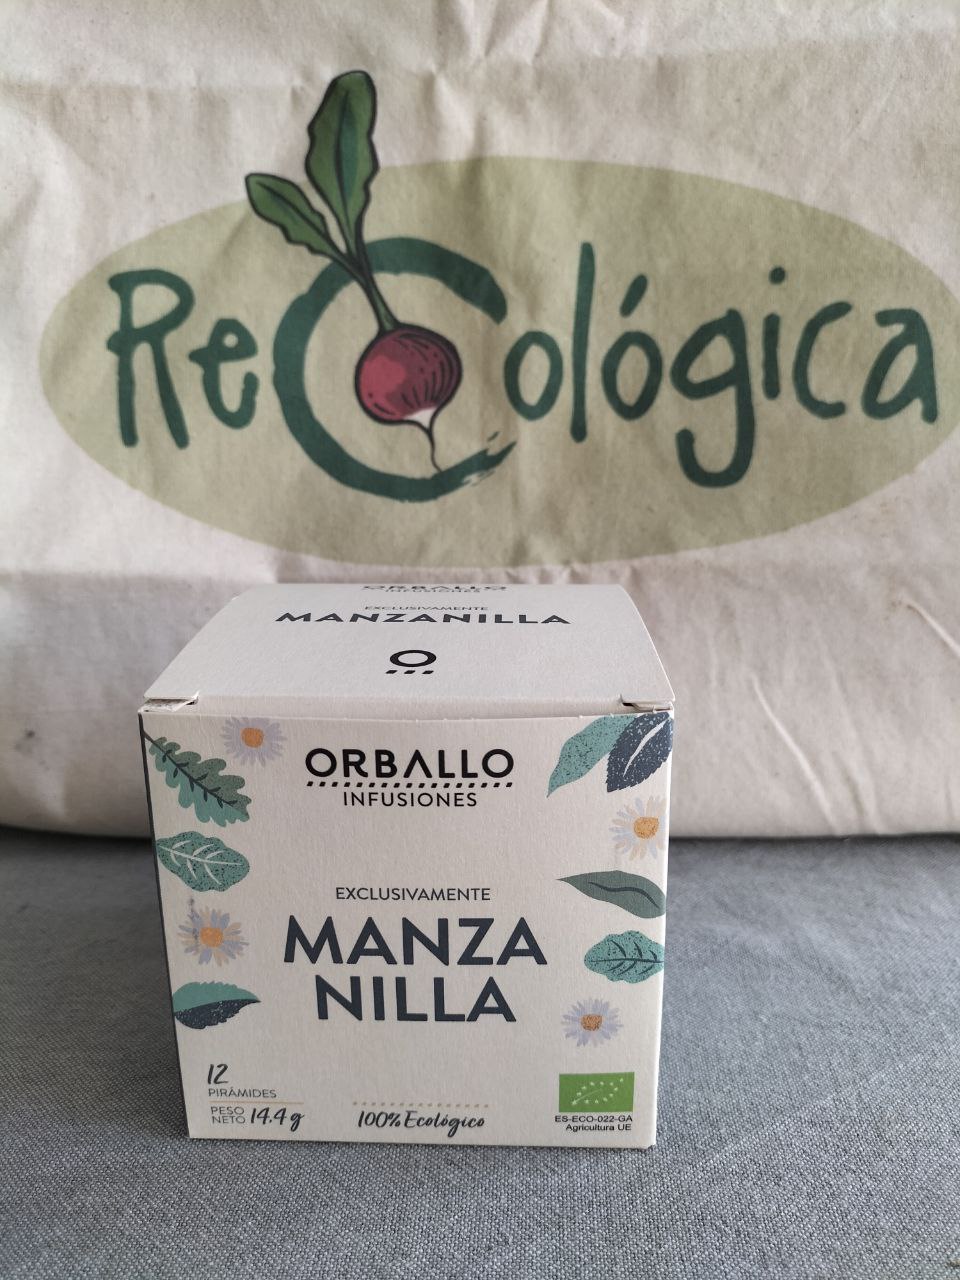 ReCológica
ORBALLO
INFUSIONES
EXCLUSIVAMENTE
MANZANILLA
ORBALLO
INFUSIONES
EXCLUSIVAMENTE
MANZA
NILLA
12
PIRÁMIDES
PESO
NETO 14,4 g
100% Ecológico
ES-ECO-022-GA
Agricultura UE